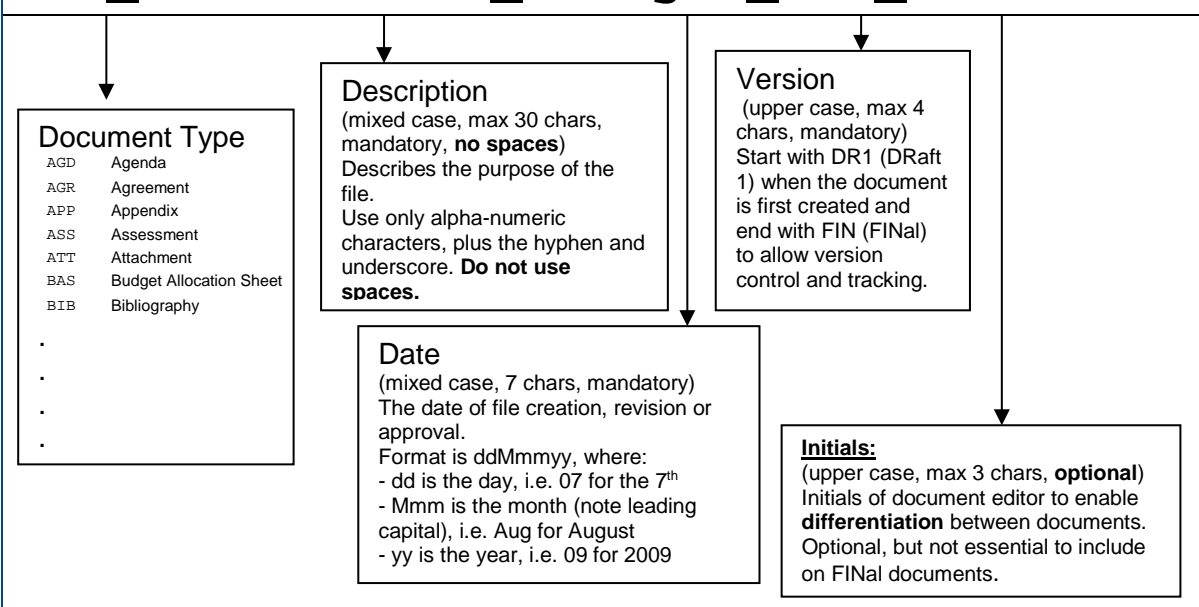 Document Type
AGD Agenda
AGR Agreement
APP Appendix
ASS Assessment
ATT Attachment
BAS Budget Allocation Sheet
BIB Bibliography
.
.
.
.
Description
(mixed case, max 30 chars,
mandatory, no spaces)
Describes the purpose of the
file.
Use only alpha-numeric
characters, plus the hyphen and
underscore. Do not use
spaces.
Date
(mixed case, 7 chars, mandatory)
The date of file creation, revision or
approval.
Format is ddMmmyy, where:
- dd is the day, i.e. 07 for the 7th
- Mmm is the month (note leading
capital), i.e. Aug for August
- yy is the year, i.e. 09 for 2009
Version
(upper case, max 4
chars, mandatory)
Start with DR1 (DRaft
1) when the document
is first created and
end with FIN (FINal)
to allow version
control and tracking.
Initials:
(upper case, max 3 chars, optional)
Initials of document editor to enable
differentiation between documents.
Optional, but not essential to include
on FINal documents.